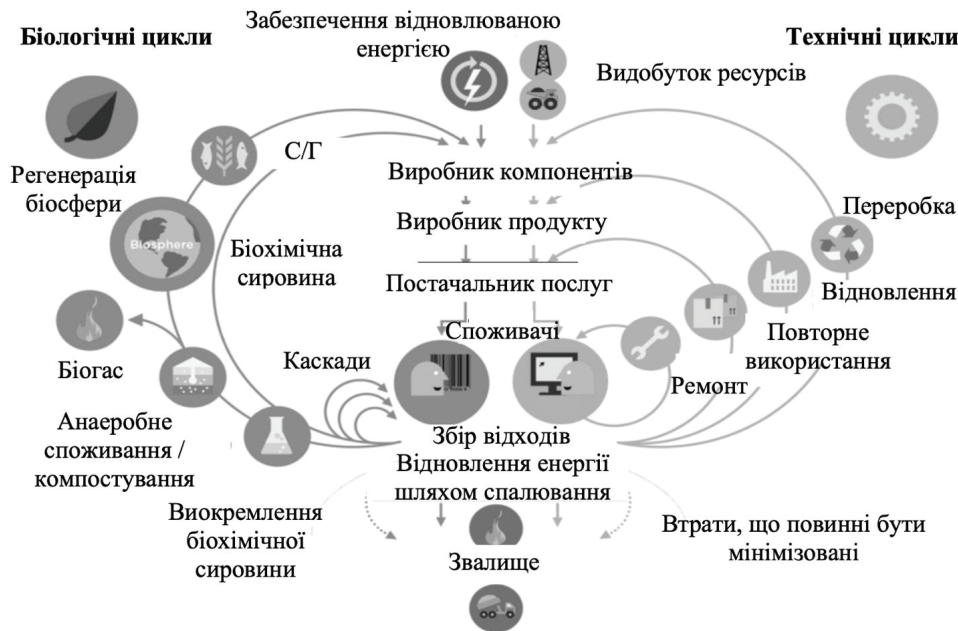 Забезпечення відновлюваною
енергією
Біологічні цикли
Технічні цикли
Видобуток ресурсів
С/Г
Регенерація
біосфери
Виробник компонентів
Виробник продукту
Переробка
Biosphere
Біохімічна
сировина
Постачальник послуг
Відновлення
Споживачі
Повторне
використання
Каскади
Біогас
Ремонт
Анаеробне
споживання /
компостування
Збір відходів
Відновлення енергії
шляхом спалювання
Виокремлення
біохімічної
сировини
Втрати, що повинні бути
мінімізовані
Звалище